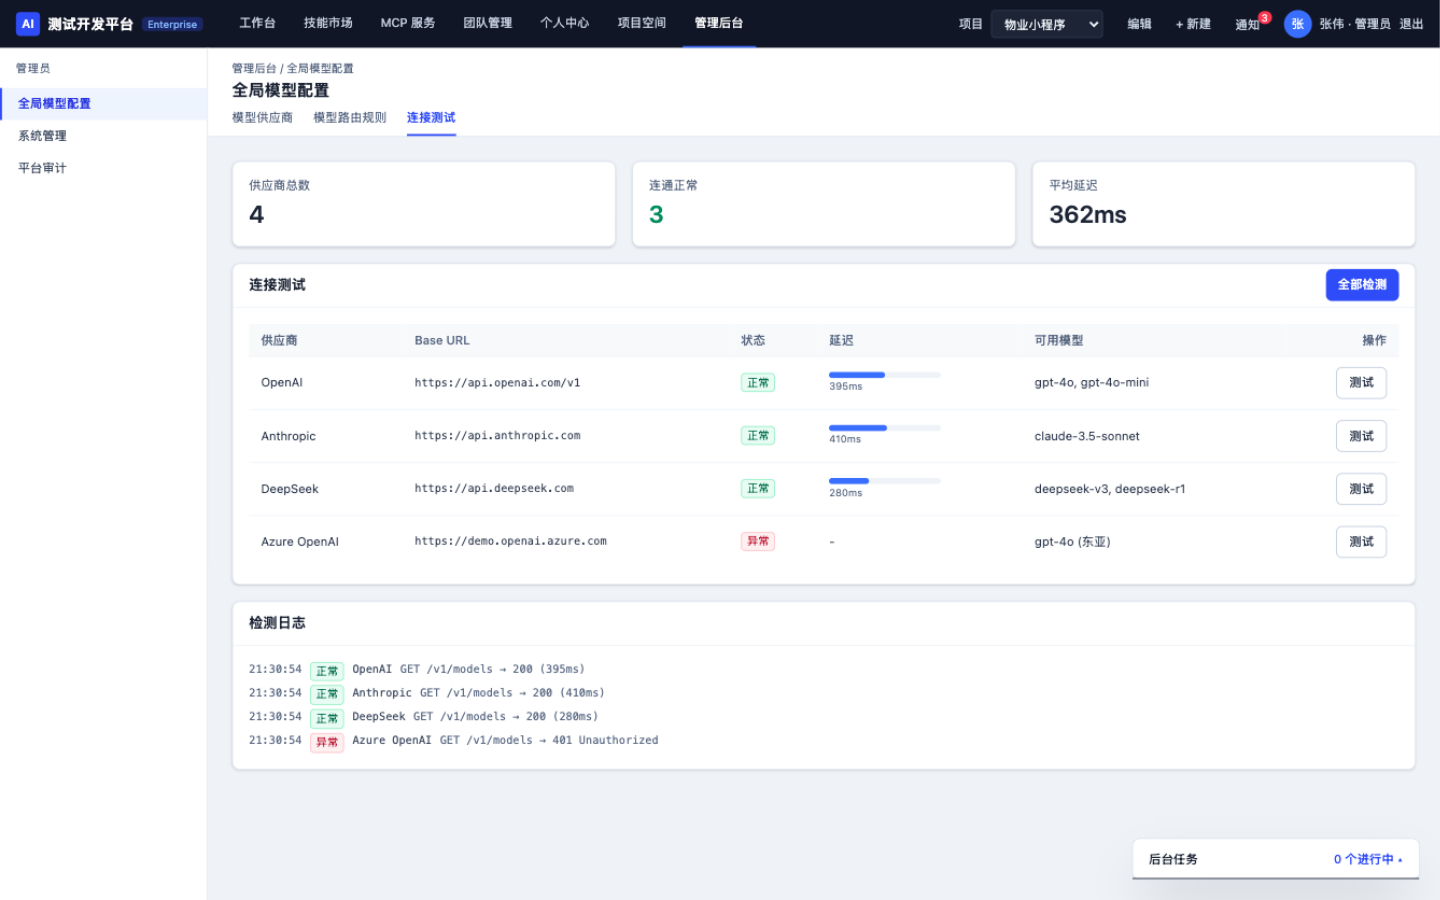 AI 测试开发平台 Enterprise 工作台 技能市场 MCP 服务 团队管理 个人中心 项目空间 管理后台 项目 物业小程序 编辑 + 新建 通知 3 张 张伟 · 管理员 退出
管理员
全局模型配置
系统管理
平台审计
管理后台 / 全局模型配置
全局模型配置
模型供应商 模型路由规则 连接测试
供应商总数
4
连通正常
3
平均延迟
362ms
连接测试 全部检测
供应商 Base URL 状态 延迟 可用模型 操作
OpenAI https://api.openai.com/v1 正常 395ms gpt-4o, gpt-4o-mini 测试
Anthropic https://api.anthropic.com 正常 410ms claude-3.5-sonnet 测试
DeepSeek https://api.deepseek.com 正常 280ms deepseek-v3, deepseek-r1 测试
Azure OpenAI https://demo.openai.azure.com 异常 - gpt-4o (东亚) 测试
检测日志
21:30:54 正常 OpenAI GET /v1/models → 200 (395ms)
21:30:54 正常 Anthropic GET /v1/models → 200 (410ms)
21:30:54 正常 DeepSeek GET /v1/models → 200 (280ms)
21:30:54 异常 Azure OpenAI GET /v1/models → 401 Unauthorized
后台任务 0 个进行中